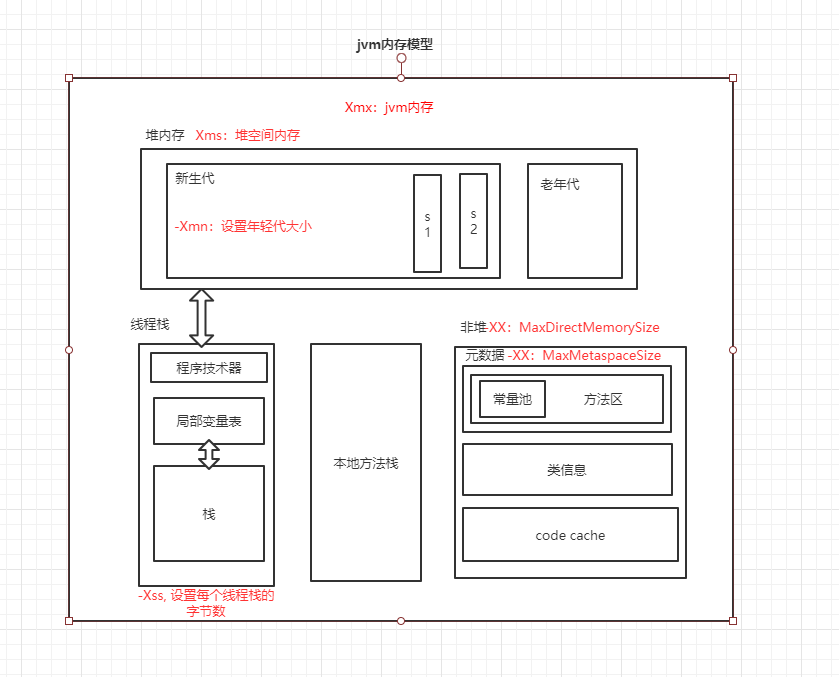 jvm内存模型
Xmx：jvm内存
堆内存 Xms：堆空间内存
新生代
-Xmn：设置年轻代大小
s
1
s
2
老年代
线程栈
程序技术器
局部变量表
栈
-Xss, 设置每个线程栈的
字节数
本地方法栈
非堆-XX：MaxDirectMemorySize
元数据 -XX：MaxMetaspaceSize
常量池
方法区
类信息
code cache